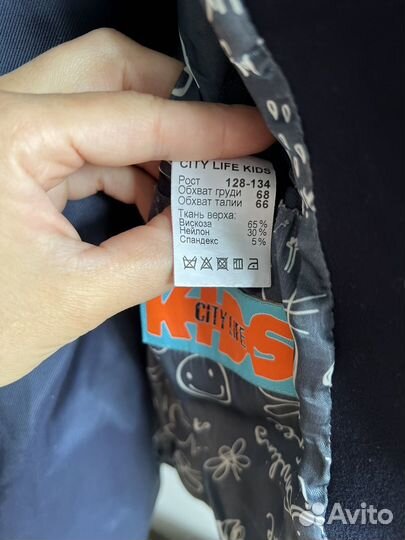 CITY LIFE KIDS
Рост 128-134
Обхват груди 68
Обхват талии 66
Ткань верха:
Вискоза 65%
Нейлон 30%
Спандекс 5%
KIDS
CITY LIFE
Avito